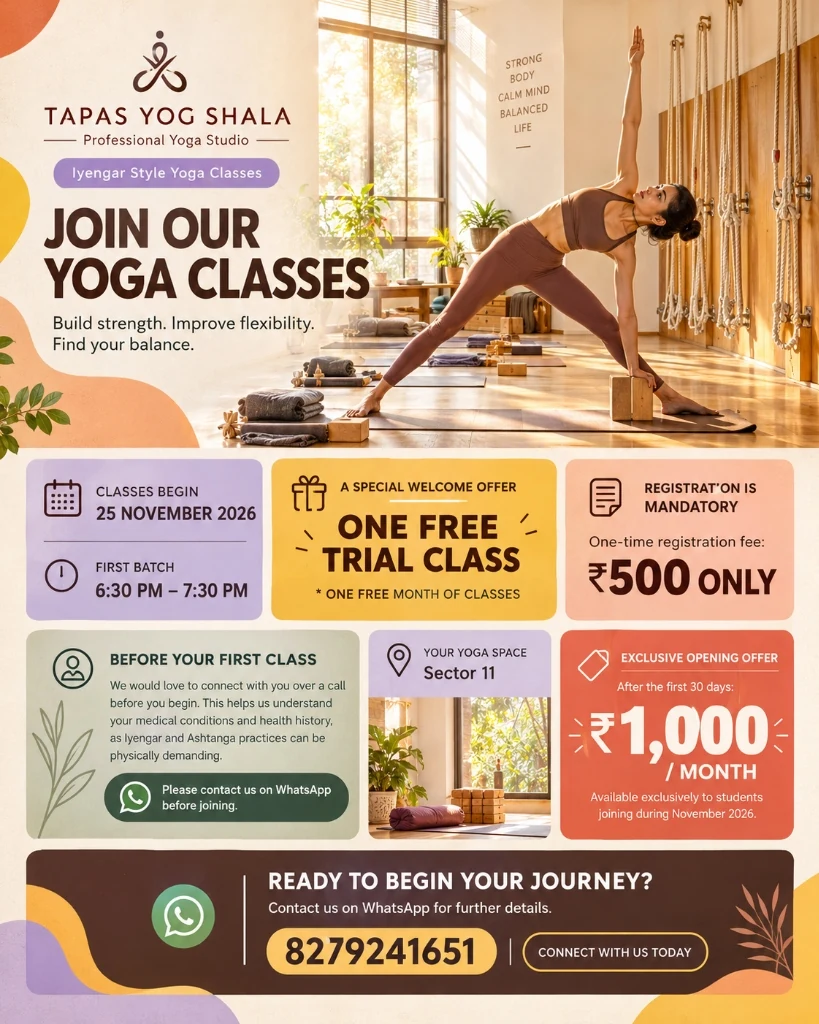 TAPAS YOG SHALA
Professional Yoga Studio
Iyengar Style Yoga Classes
JOIN OUR
YOGA CLASSES
Build strength. Improve flexibility.
Find your balance.
STRONG
BODY
CALM MIND
BALANCED
LIFE
CLASSES BEGIN
25 NOVEMBER 2026
FIRST BATCH
6:30 PM – 7:30 PM
A SPECIAL WELCOME OFFER
ONE FREE
TRIAL CLASS
* ONE FREE MONTH OF CLASSES
REGISTRAT'ON IS
MANDATORY
One-time registration fee:
₹500 ONLY
BEFORE YOUR FIRST CLASS
We would love to connect with you over a call
before you begin. This helps us understand
your medical conditions and health history,
as Iyengar and Ashtanga practices can be
physically demanding.
Please contact us on WhatsApp
before joining.
YOUR YOGA SPACE
Sector 11
EXCLUSIVE OPENING OFFER
After the first 30 days:
₹1,000
/ MONTH
Available exclusively to students
joining during November 2026.
READY TO BEGIN YOUR JOURNEY?
Contact us on WhatsApp for further details.
8279241651
CONNECT WITH US TODAY